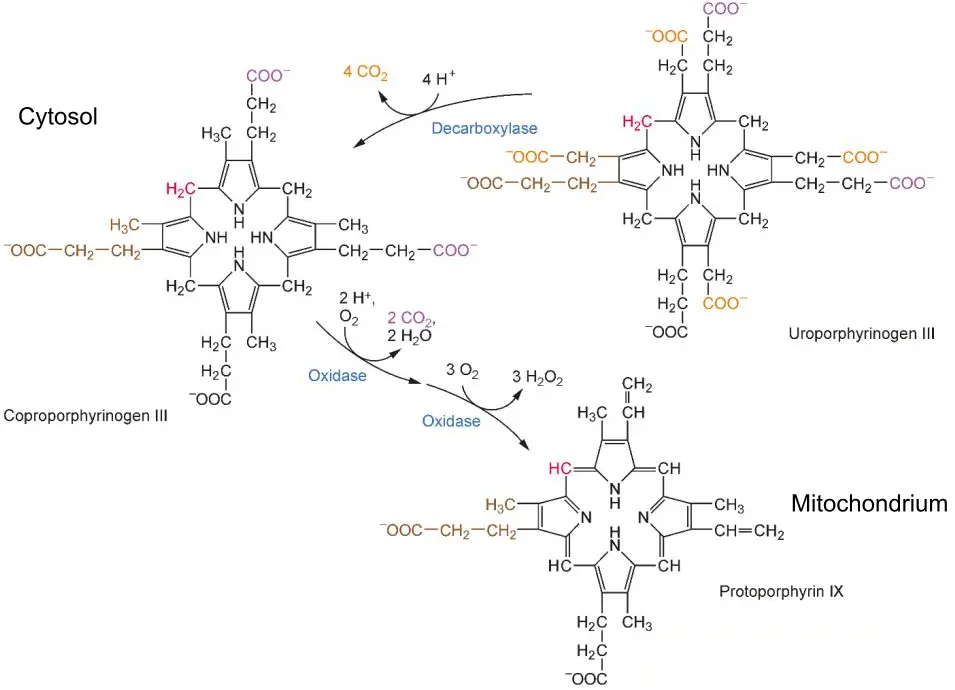 COO⁻
⁻OOC CH₂
H₂C CH₂
H₂C CH₂
N
H
⁻OOC—CH₂ NH HN CH₂—COO⁻
⁻OOC—CH₂—CH₂ CH₂—CH₂—COO⁻
H
N
H₂C CH₂
H₂C CH₂
H₂C COO⁻
⁻OOC
Uroporphyrinogen III
4 CO₂ 4 H⁺
Decarboxylase
Cytosol
COO⁻
CH₂
H₃C CH₂
H₂C CH₂
N
H
H₃C NH HN CH₃
⁻OOC—CH₂—CH₂ CH₂—CH₂—COO⁻
H
N
H₂C CH₂
H₂C CH₃
H₂C
⁻OOC
Coproporphyrinogen III
2 H⁺,
O₂
2 CO₂,
2 H₂O
Oxidase
3 O₂ 3 H₂O₂
Oxidase
CH₂
H₃C CH
HC CH
N
H
H₃C N N CH₃
⁻OOC—CH₂—CH₂ CH=CH₂
H
N
HC CH
H₂C CH₃
H₂C
⁻OOC
Mitochondrium
Protoporphyrin IX